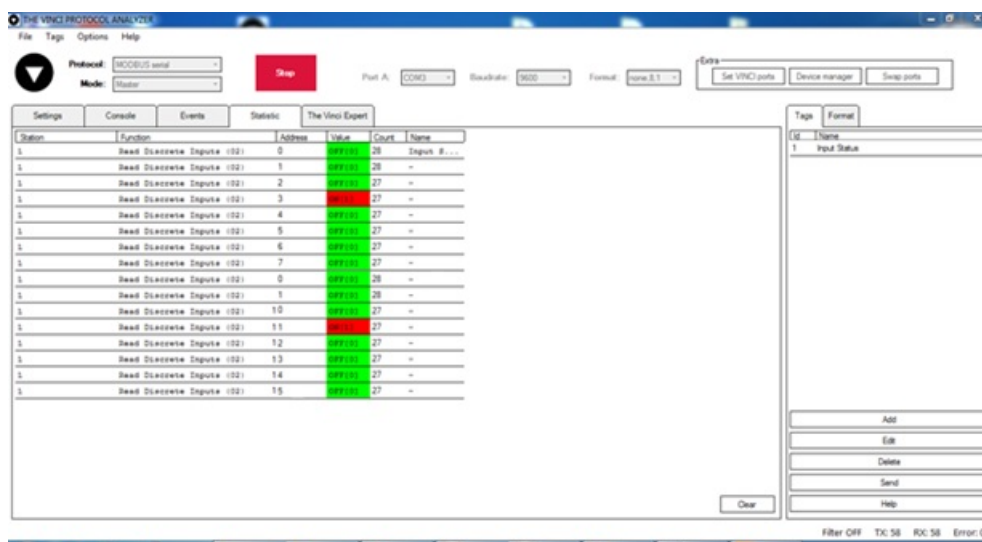 THE VINCI PROTOCOL ANALYZER
File Tags Options Help
Protocol: MODBUS serial
Mode: Master
Stop
Port A: COM3 Baudrate: 9600 Format: none.8.1
Extra
Set VINCI ports Device manager Swap ports
Settings Console Events Statistic The Vinci Expert
Tags Format
Station Function Address Value Count Name
Id Name
1 Input Status
1 Read Discrete Inputs (02) 0 OFF[0] 28 Input S...
1 Read Discrete Inputs (02) 1 OFF[0] 28 -
1 Read Discrete Inputs (02) 2 OFF[0] 27 -
1 Read Discrete Inputs (02) 3 ON[1] 27 -
1 Read Discrete Inputs (02) 4 OFF[0] 27 -
1 Read Discrete Inputs (02) 5 OFF[0] 27 -
1 Read Discrete Inputs (02) 6 OFF[0] 27 -
1 Read Discrete Inputs (02) 7 OFF[0] 27 -
1 Read Discrete Inputs (02) 0 OFF[0] 28 -
1 Read Discrete Inputs (02) 1 OFF[0] 28 -
1 Read Discrete Inputs (02) 10 OFF[0] 27 -
1 Read Discrete Inputs (02) 11 ON[1] 27 -
1 Read Discrete Inputs (02) 12 OFF[0] 27 -
1 Read Discrete Inputs (02) 13 OFF[0] 27 -
1 Read Discrete Inputs (02) 14 OFF[0] 27 -
1 Read Discrete Inputs (02) 15 OFF[0] 27 -
Add
Edit
Delete
Send
Clear
Help
Filter OFF TX: 58 RX: 58 Error: